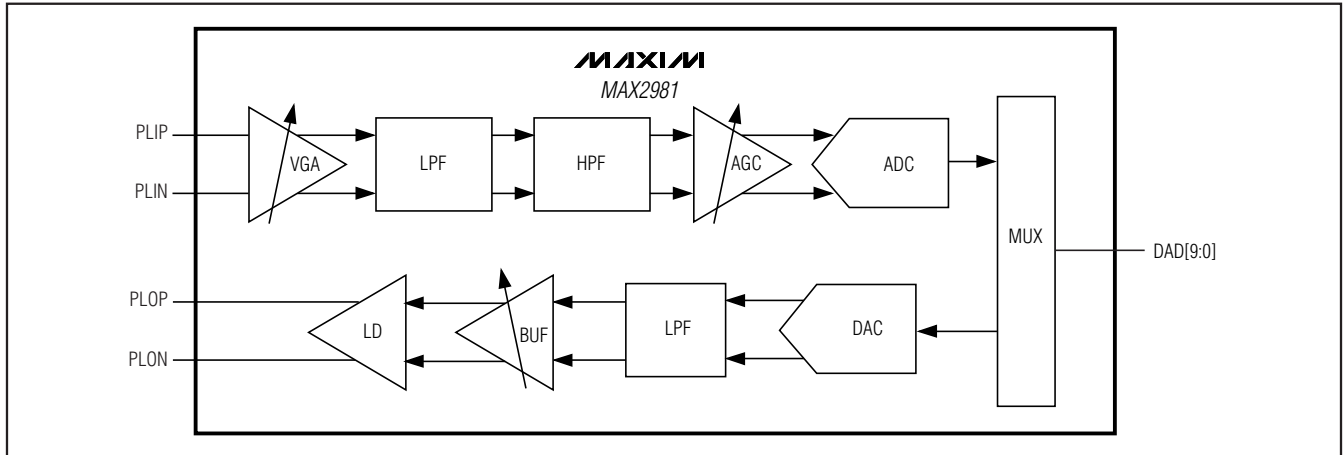 MAXIM
MAX2981
PLIP
PLIN
VGA
LPF
HPF
AGC
ADC
MUX
DAD[9:0]
PLOP
PLON
LD
BUF
LPF
DAC